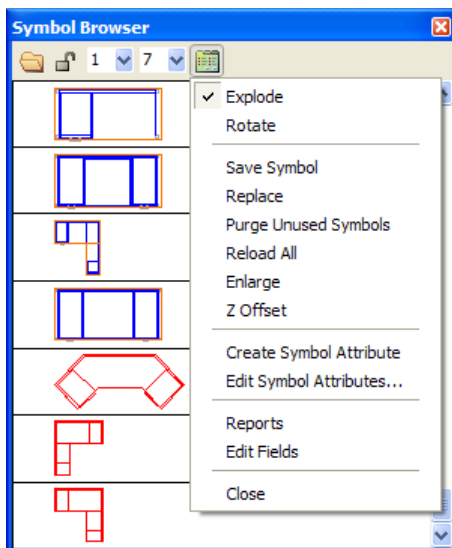 Symbol Browser
1 7
Explode
Rotate
Save Symbol
Replace
Purge Unused Symbols
Reload All
Enlarge
Z Offset
Create Symbol Attribute
Edit Symbol Attributes...
Reports
Edit Fields
Close